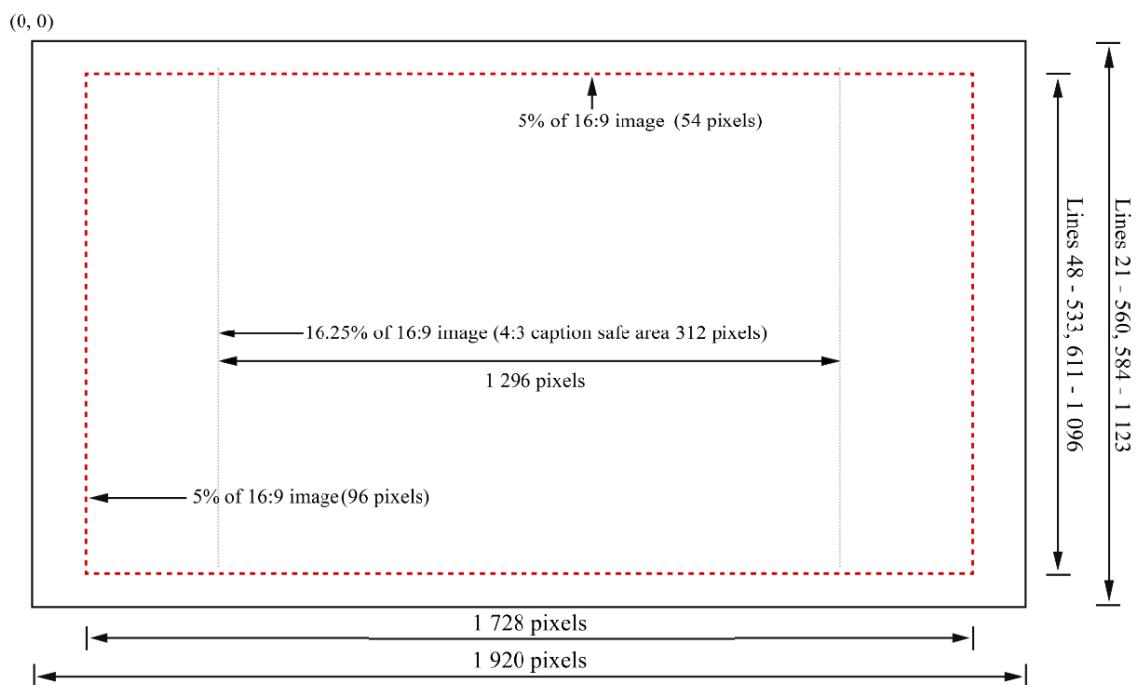 (0, 0)
5% of 16:9 image (54 pixels)
16.25% of 16:9 image (4:3 caption safe area 312 pixels)
1 296 pixels
5% of 16:9 image (96 pixels)
Lines 48 - 533, 611 - 1 096
Lines 21 - 560, 584 - 1 123
1 728 pixels
1 920 pixels